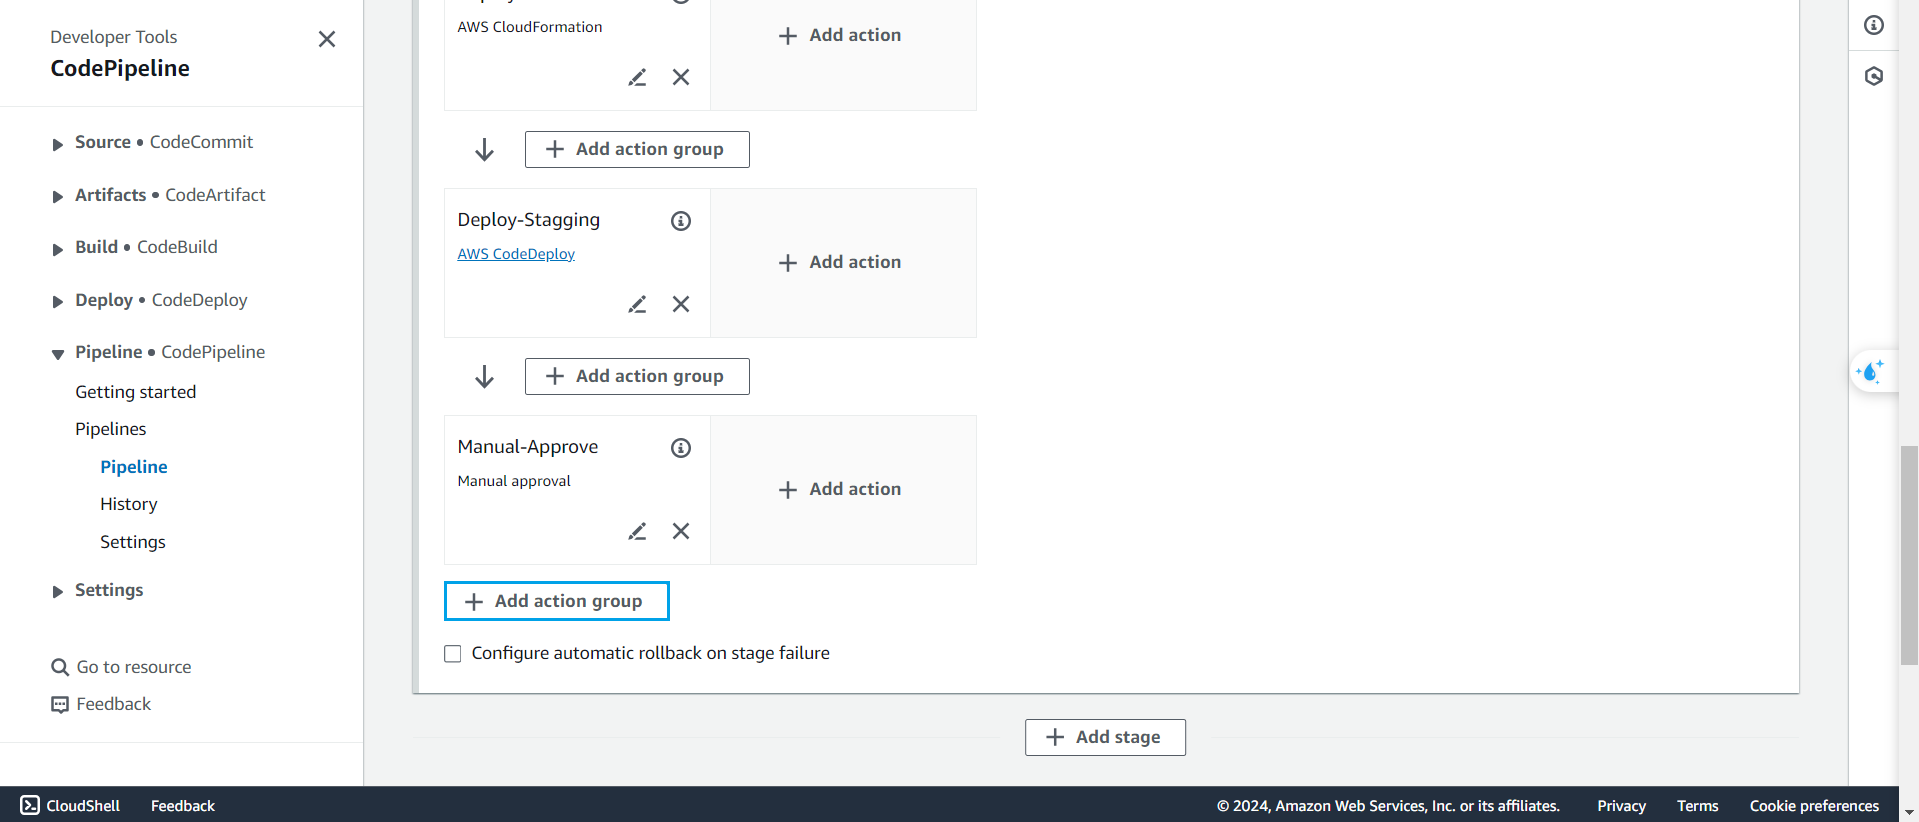 Developer Tools
CodePipeline
Source • CodeCommit
Artifacts • CodeArtifact
Build • CodeBuild
Deploy • CodeDeploy
Pipeline • CodePipeline
Getting started
Pipelines
Pipeline
History
Settings
Settings
Go to resource
Feedback
AWS CloudFormation
Add action
Add action group
Deploy-Stagging
AWS CodeDeploy
Add action
Add action group
Manual-Approve
Manual approval
Add action
Add action group
Configure automatic rollback on stage failure
Add stage
CloudShell Feedback © 2024, Amazon Web Services, Inc. or its affiliates. Privacy Terms Cookie preferences